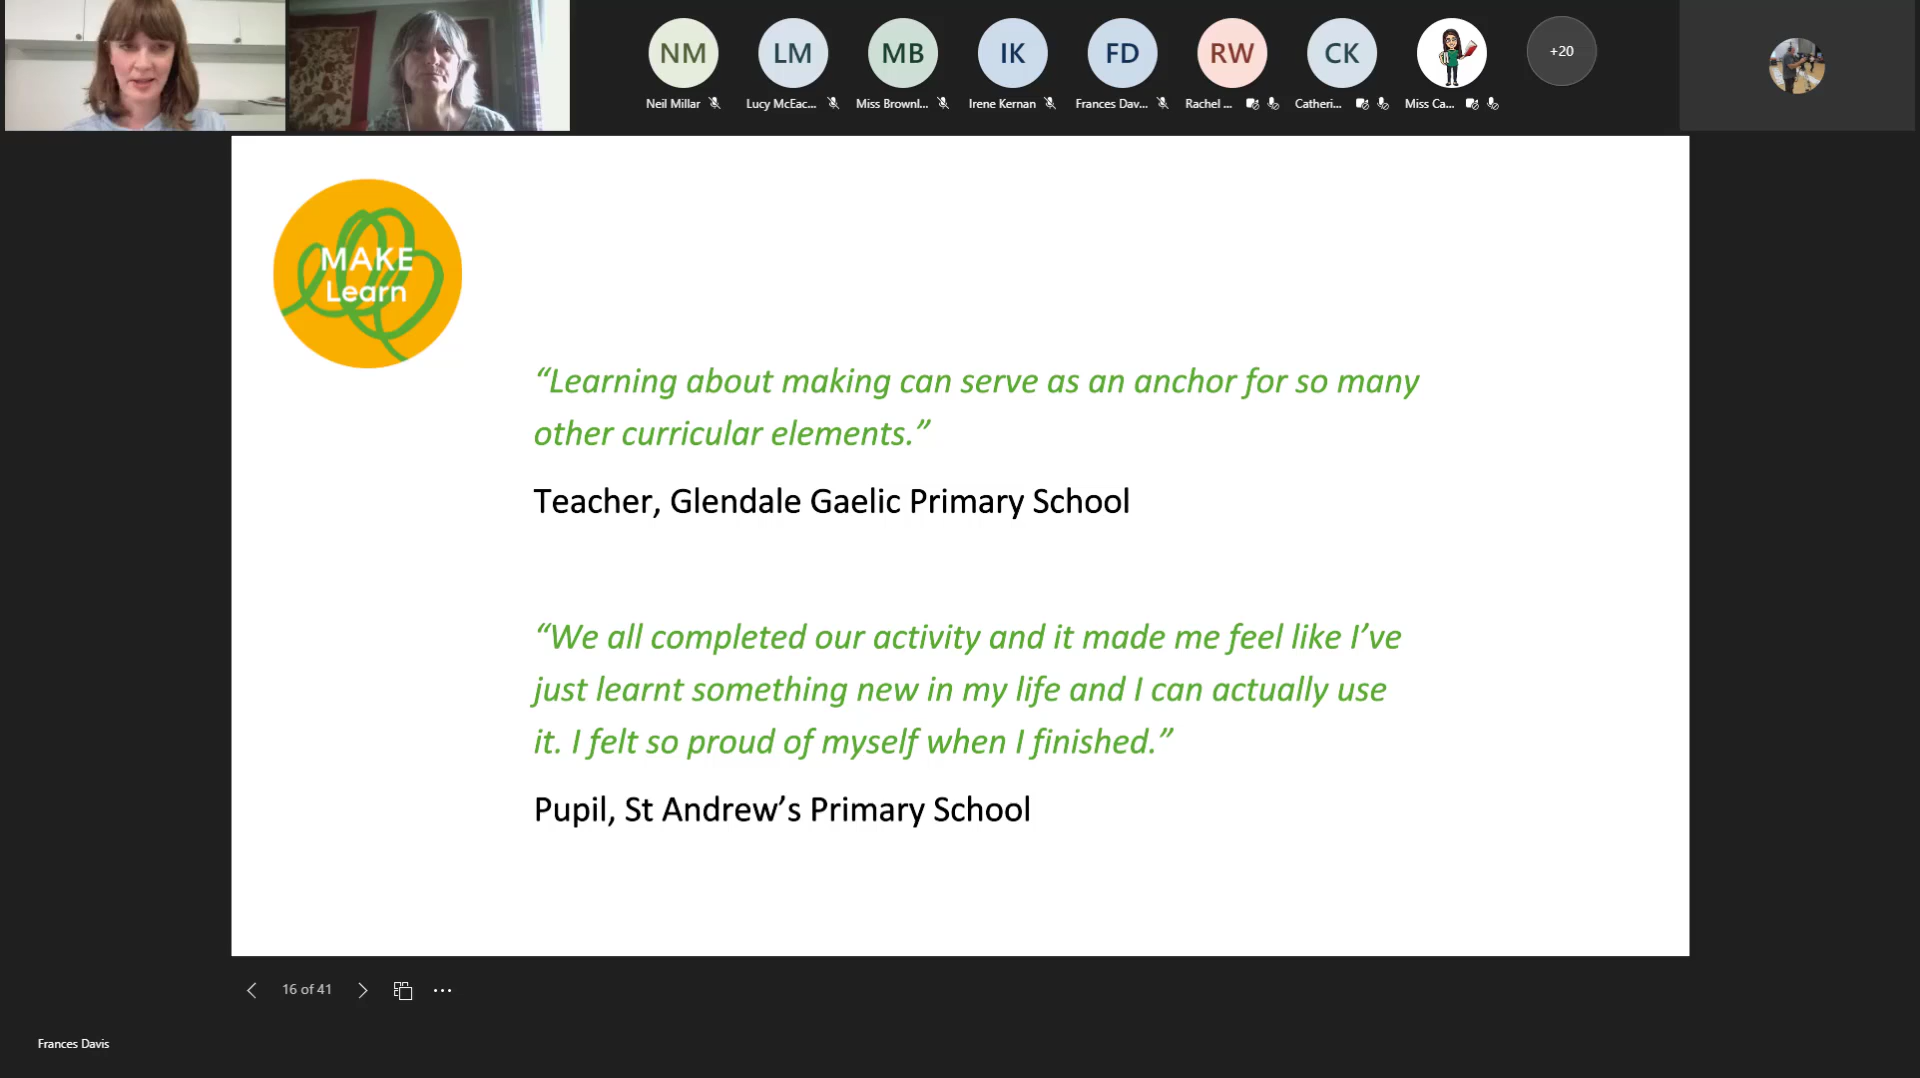 NM
LM
MB
IK
FD
RW
CK
+20
Neil Millar
Lucy McEac...
Miss Brownl...
Irene Kernan
Frances Dav...
Rachel ...
Catheri...
Miss Ca...
MAKE
Learn
“Learning about making can serve as an anchor for so many
other curricular elements.”
Teacher, Glendale Gaelic Primary School
“We all completed our activity and it made me feel like I’ve
just learnt something new in my life and I can actually use
it. I felt so proud of myself when I finished.”
Pupil, St Andrew’s Primary School
16 of 41
Frances Davis